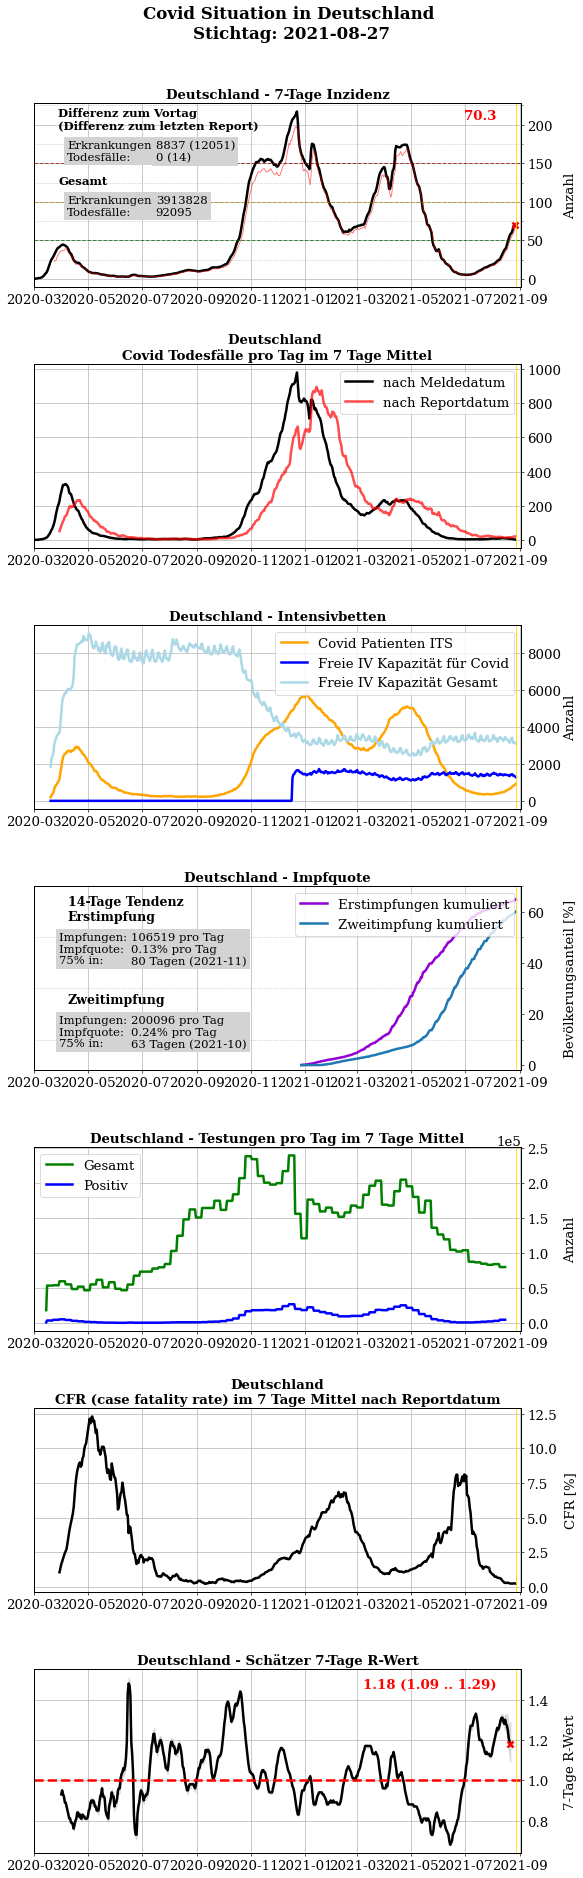 Covid Situation in Deutschland
Stichtag: 2021-08-27
Deutschland - 7-Tage Inzidenz
Differenz zum Vortag
(Differenz zum letzten Report)
70.3
Erkrankungen 8837 (12051)
Todesfälle: 0 (14)
Gesamt
Erkrankungen 3913828
Todesfälle: 92095
200
150
100
50
0
Anzahl
2020-03 2020-05 2020-07 2020-09 2020-11 2021-01 2021-03 2021-05 2021-07 2021-09
Deutschland
Covid Todesfälle pro Tag im 7 Tage Mittel
nach Meldedatum
nach Reportdatum
1000
800
600
400
200
0
2020-03 2020-05 2020-07 2020-09 2020-11 2021-01 2021-03 2021-05 2021-07 2021-09
Deutschland - Intensivbetten
Covid Patienten ITS
Freie IV Kapazität für Covid
Freie IV Kapazität Gesamt
8000
6000
4000
2000
0
Anzahl
2020-03 2020-05 2020-07 2020-09 2020-11 2021-01 2021-03 2021-05 2021-07 2021-09
Deutschland - Impfquote
14-Tage Tendenz
Erstimpfung
Impfungen: 106519 pro Tag
Impfquote: 0.13% pro Tag
75% in: 80 Tagen (2021-11)
Zweitimpfung
Impfungen: 200096 pro Tag
Impfquote: 0.24% pro Tag
75% in: 63 Tagen (2021-10)
Erstimpfungen kumuliert
Zweitimpfung kumuliert
60
40
20
0
Bevölkerungsanteil [%]
2020-03 2020-05 2020-07 2020-09 2020-11 2021-01 2021-03 2021-05 2021-07 2021-09
Deutschland - Testungen pro Tag im 7 Tage Mittel
1e5
Gesamt
Positiv
2.5
2.0
1.5
1.0
0.5
0.0
Anzahl
2020-03 2020-05 2020-07 2020-09 2020-11 2021-01 2021-03 2021-05 2021-07 2021-09
Deutschland
CFR (case fatality rate) im 7 Tage Mittel nach Reportdatum
12.5
10.0
7.5
5.0
2.5
0.0
CFR [%]
2020-03 2020-05 2020-07 2020-09 2020-11 2021-01 2021-03 2021-05 2021-07 2021-09
Deutschland - Schätzer 7-Tage R-Wert
1.18 (1.09 .. 1.29)
1.4
1.2
1.0
0.8
7-Tage R-Wert
2020-03 2020-05 2020-07 2020-09 2020-11 2021-01 2021-03 2021-05 2021-07 2021-09